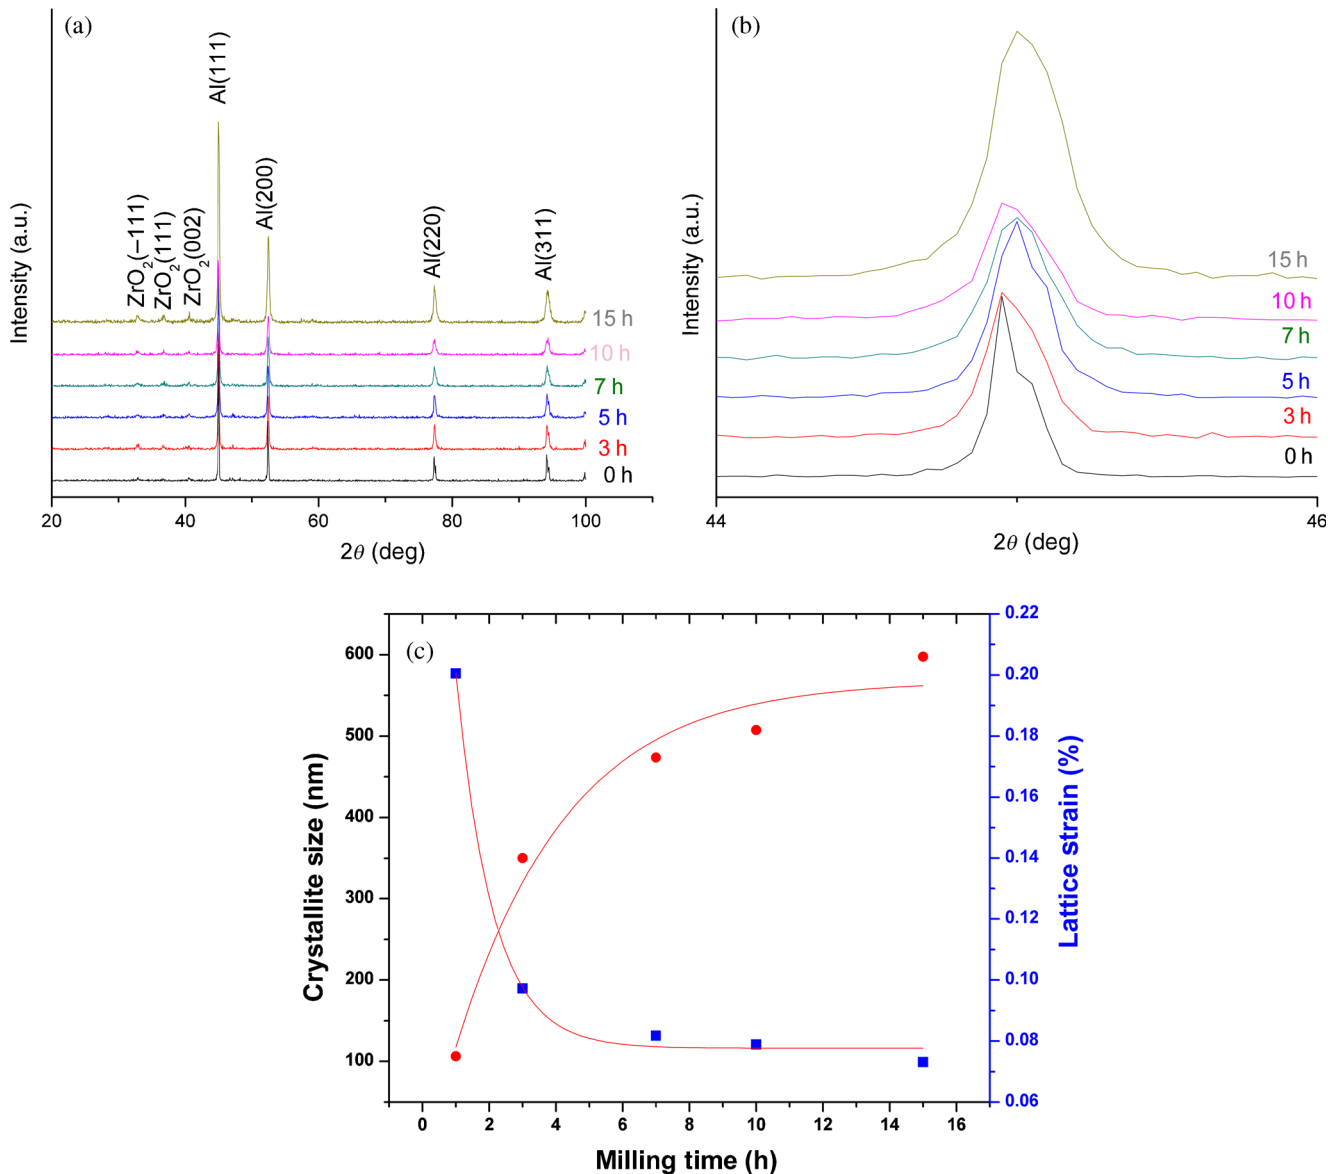 (a)
Intensity (a.u.)
ZrO2(−111)
ZrO2(111)
ZrO2(002)
Al(111)
Al(200)
Al(220)
Al(311)
15 h
10 h
7 h
5 h
3 h
0 h
20
40
60
80
100
2θ (deg)
(b)
Intensity (a.u.)
15 h
10 h
7 h
5 h
3 h
0 h
44
46
2θ (deg)
(c)
Crystallite size (nm)
600
500
400
300
200
100
0.22
0.20
0.18
0.16
0.14
0.12
0.10
0.08
0.06
Lattice strain (%)
0
2
4
6
8
10
12
14
16
Milling time (h)